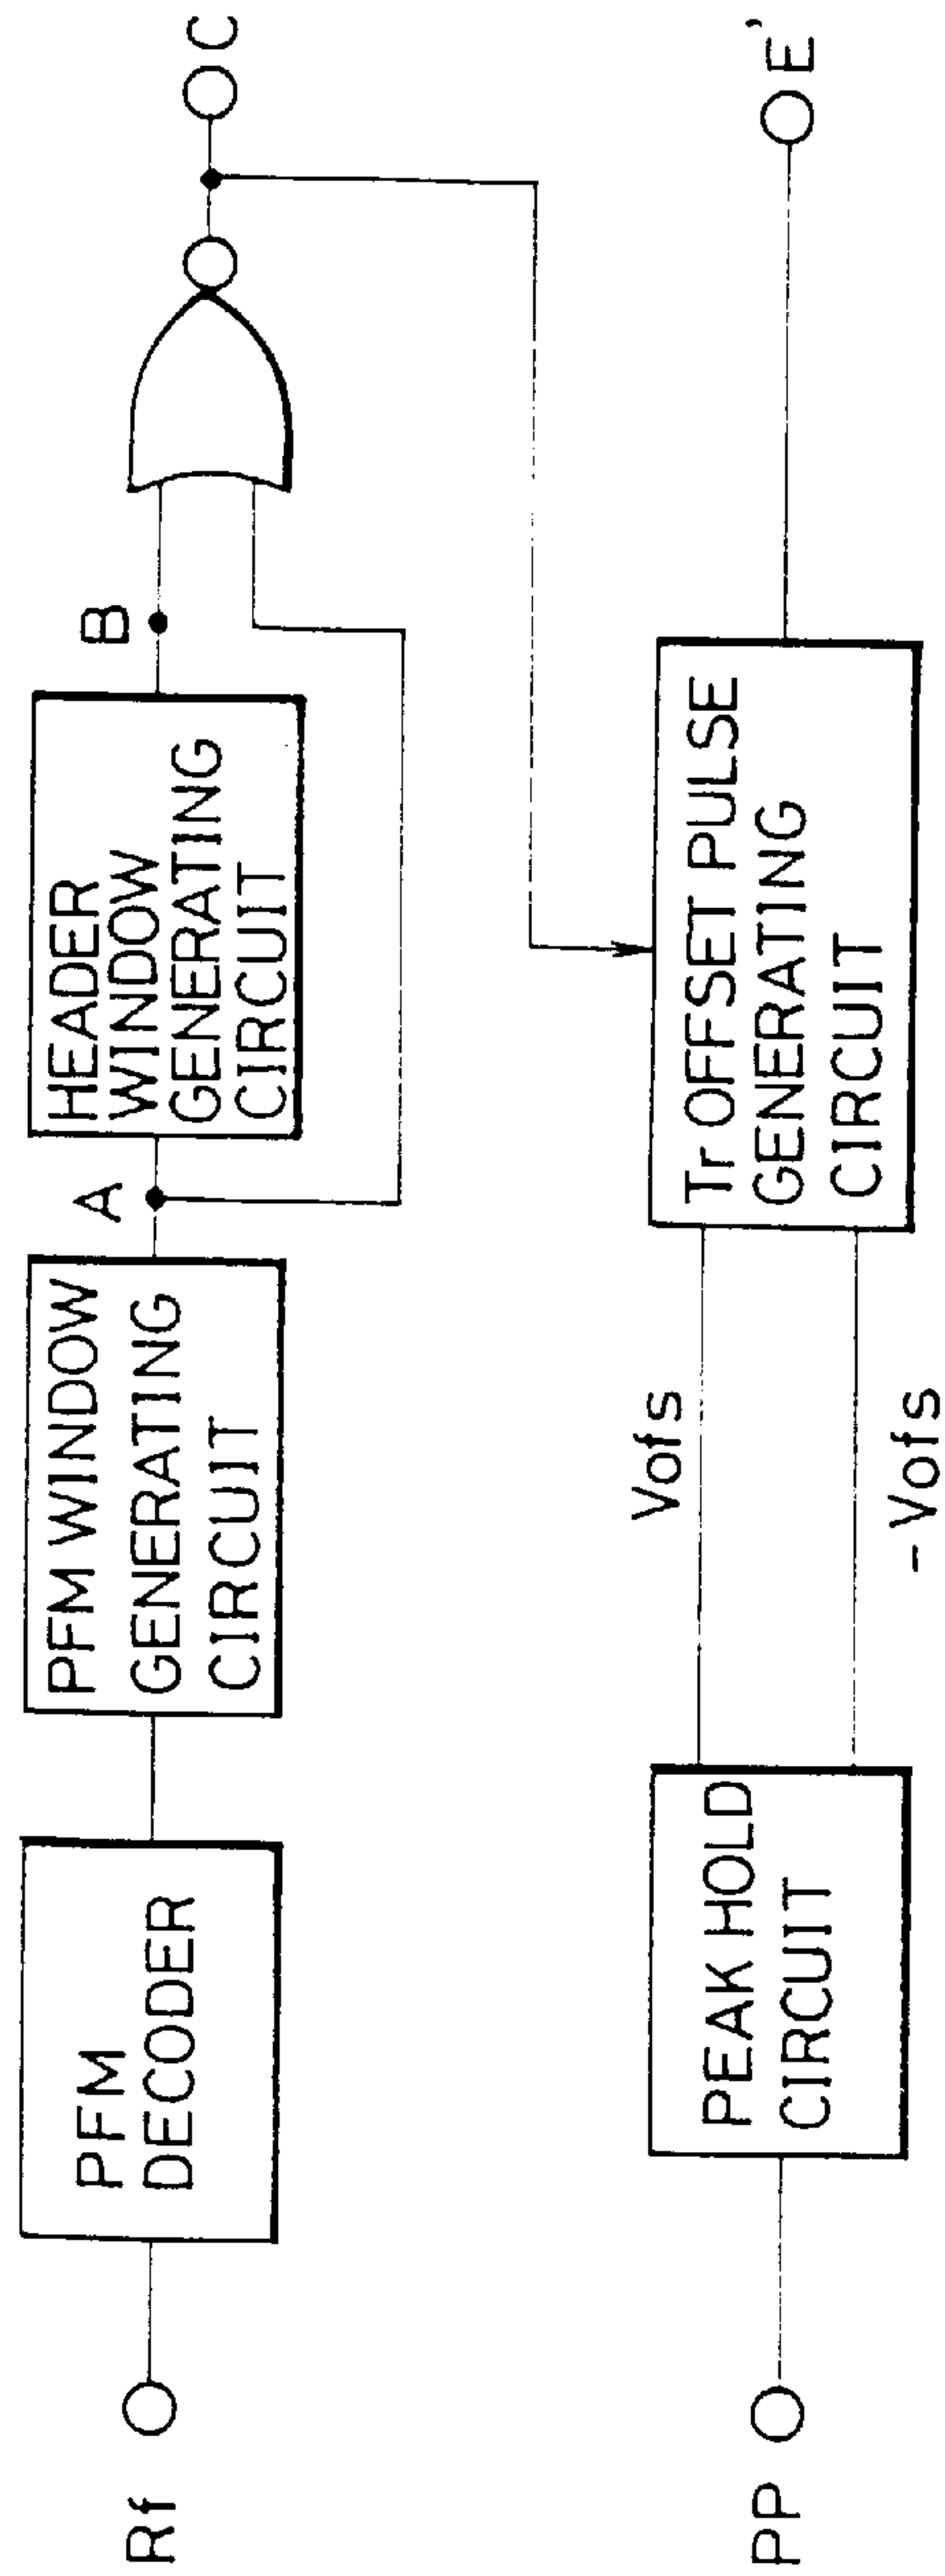 Rf
PFM
DECODER
PFM WINDOW
GENERATING
CIRCUIT
A
HEADER
WINDOW
GENERATING
CIRCUIT
B
C
PP
PEAK HOLD
CIRCUIT
Vofs
-Vofs
Tr OFFSET PULSE
GENERATING
CIRCUIT
E'